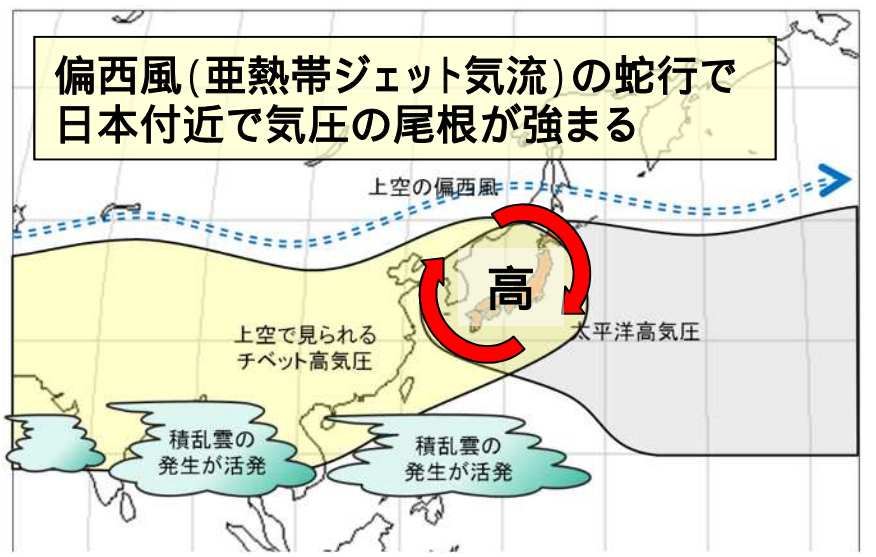 偏西風(亜熱帯ジェット気流)の蛇行で
日本付近で気圧の尾根が強まる
上空の偏西風
高
上空で見られる
チベット高気圧
太平洋高気圧
積乱雲の
発生が活発
積乱雲の
発生が活発